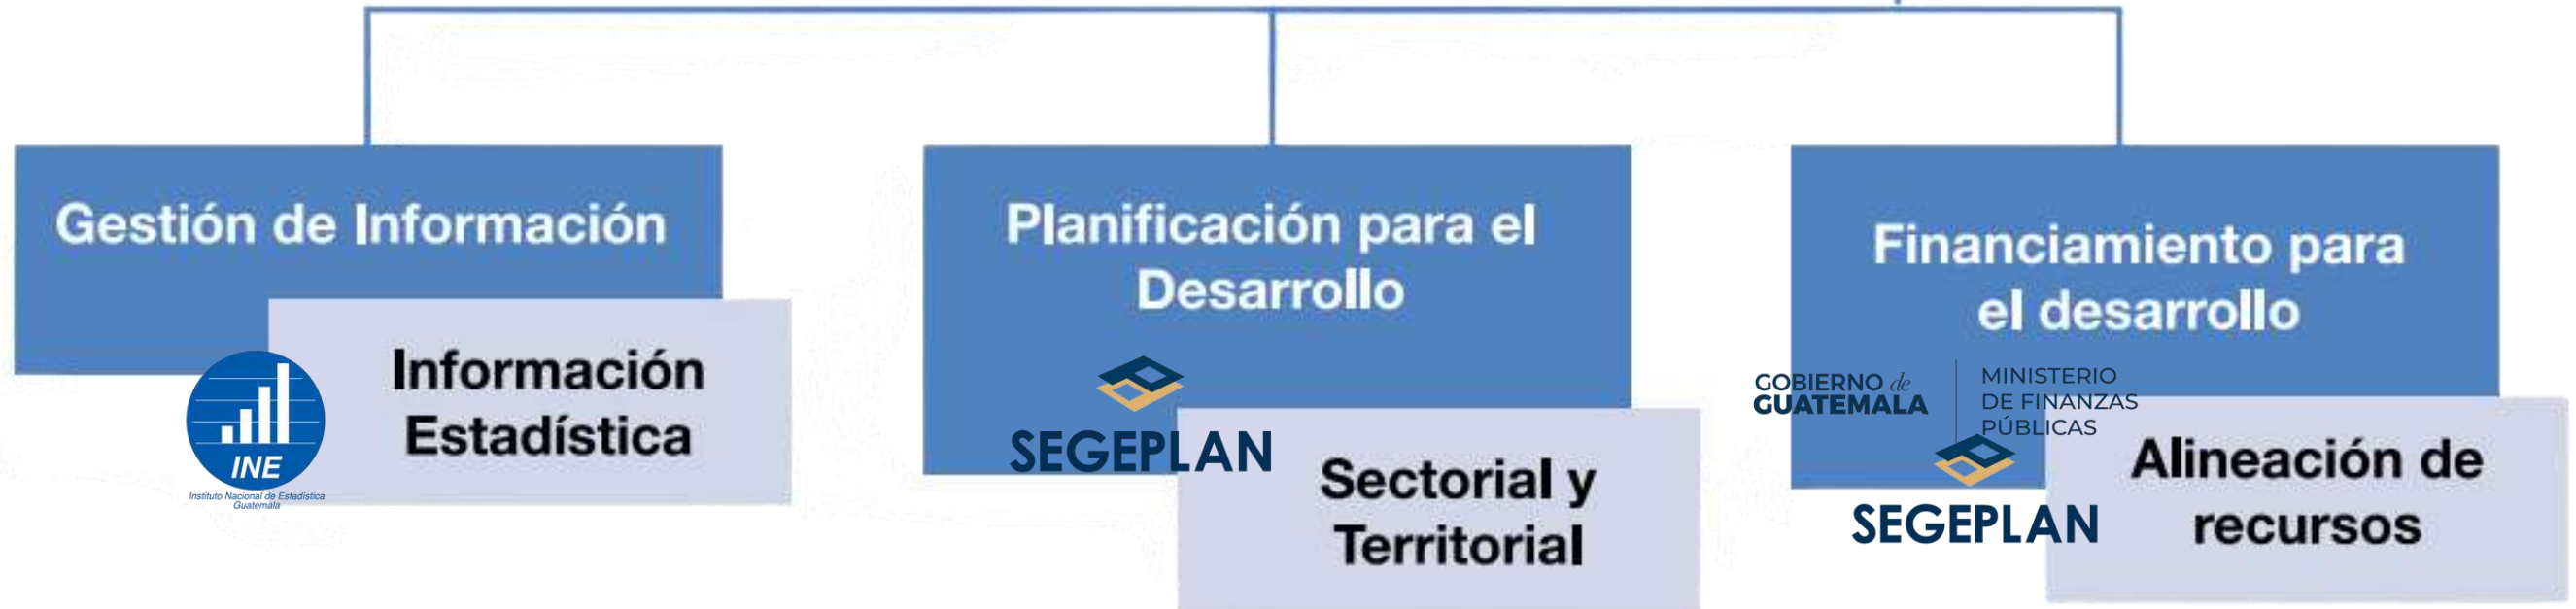 Gestión de Información
Información
Estadística
INE
Instituto Nacional de Estadística
Guatemala
Planificación para el
Desarrollo
SEGEPLAN
Sectorial y
Territorial
Financiamiento para
el desarrollo
GOBIERNO de
GUATEMALA
MINISTERIO
DE FINANZAS
PÚBLICAS
SEGEPLAN
Alineación de
recursos